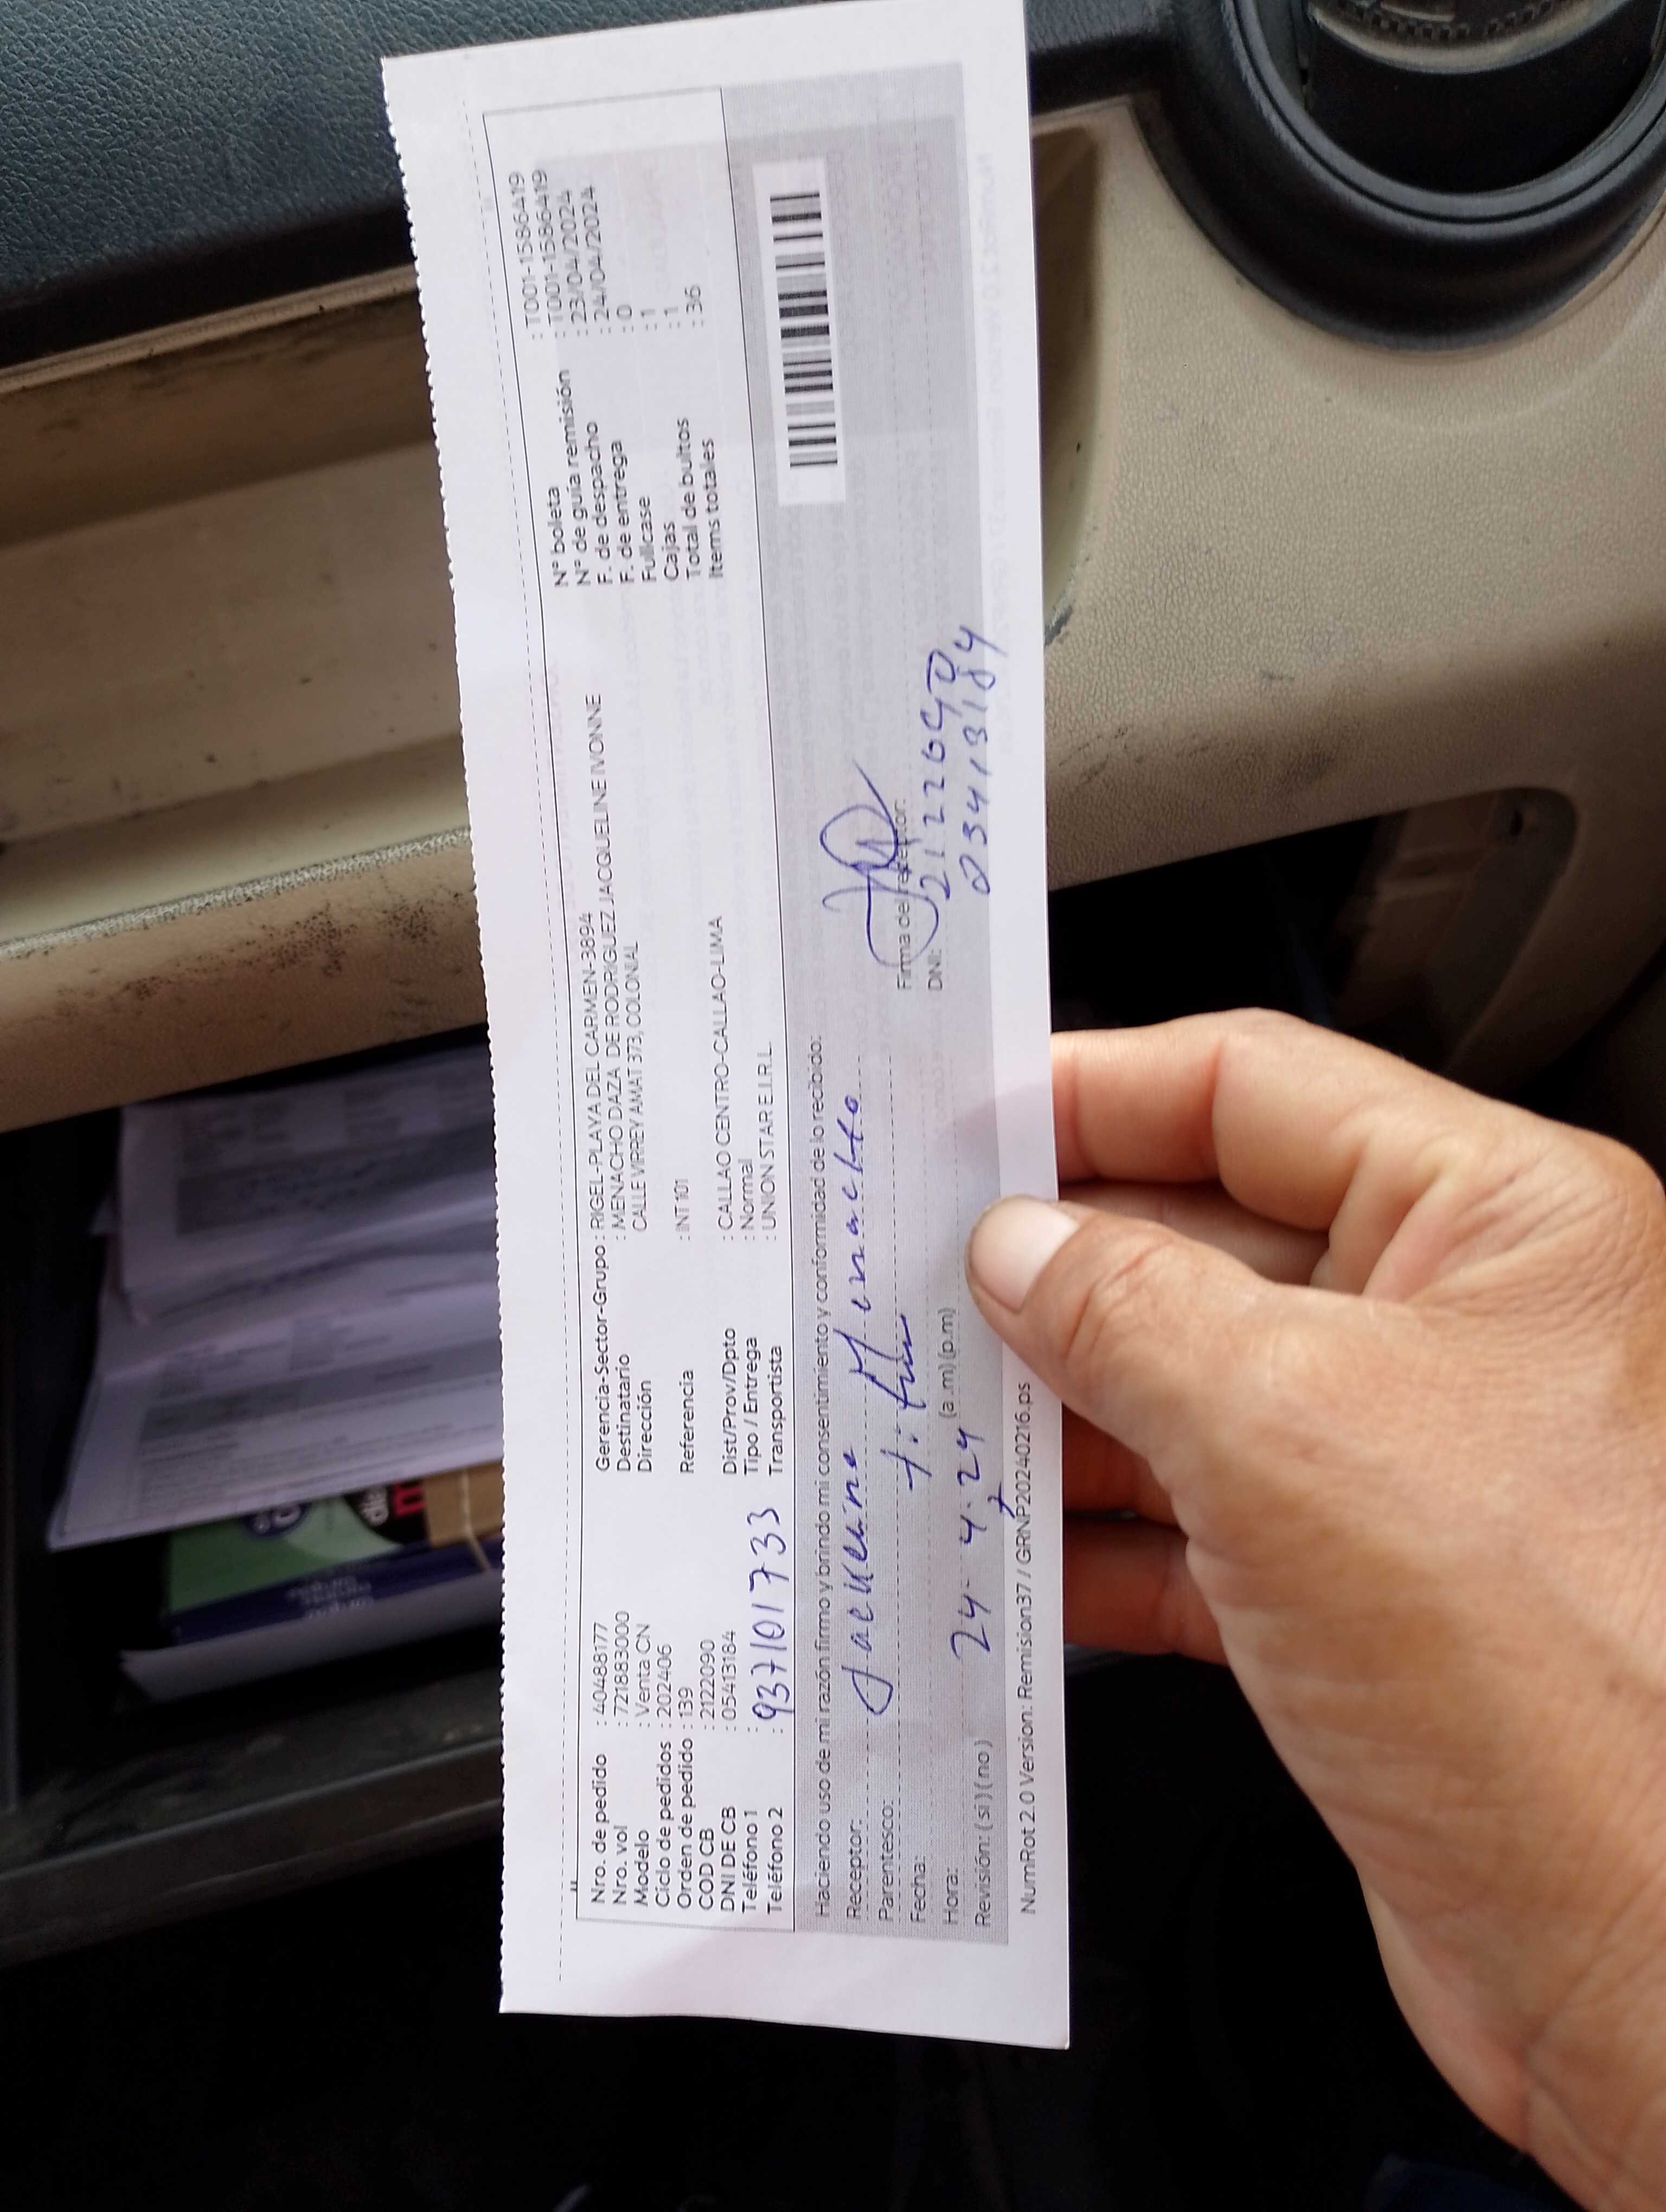 Nro. de pedido : 40488177
Nro. vol : 721883000
Modelo : Venta CN
Ciclo de pedidos : 202406
Orden de pedido : 139
COD CB : 2122090
DNI DE CB : 05413184
Teléfono 1 :
Teléfono 2 : 937101733
Gerencia-Sector-Grupo : RIGEL-PLAYA DEL CARMEN-3894
Destinatario : MENACHO DAZA DE RODRIGUEZ JACQUELINE IVONNE
Dirección CALLE VIRREY AMAT 373, COLONIAL
Referencia : INT 101
Dist/Prov/Dpto : CALLAO CENTRO-CALLAO-LIMA
Tipo / Entrega : Normal
Transportista : UNION STAR E.I.R.L.
N° boleta : T001-1586419
N° de guía remisión : T001-1586419
F. de despacho : 23/04/2024
F. de entrega : 24/04/2024
Fullcase : 0
Cajas : 1
Total de bultos : 1
Items totales : 36
Haciendo uso de mi razón firmo y brindo mi consentimiento y conformidad de lo recibido:
Receptor: Menacho
Parentesco:
Fecha: 24-4-24
Hora: (a.m) (p.m)
Revisión: ( si ) ( no )
Firma del receptor:
DNI:
NumRot 2.0 Version: Remision37 / GRNP20240216.ps